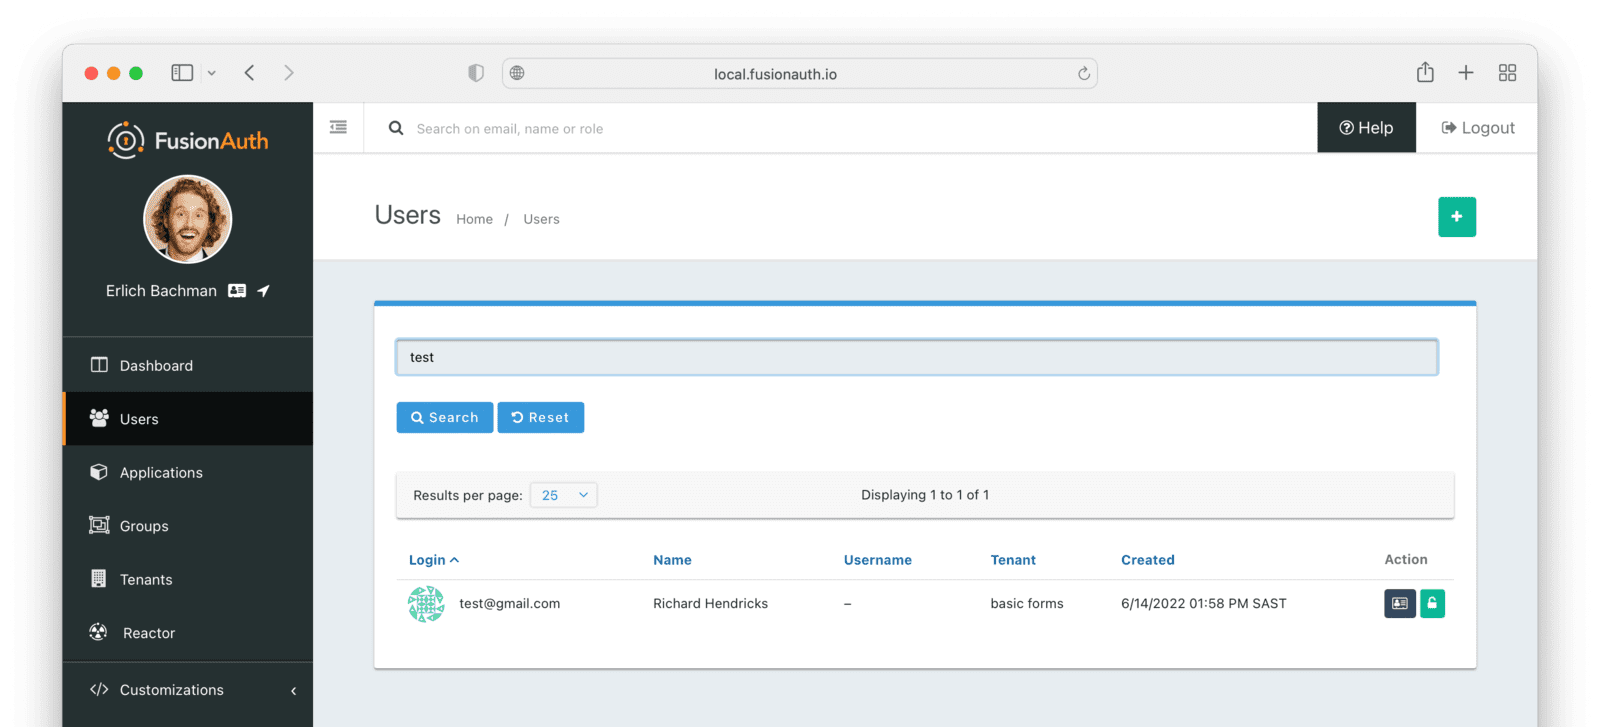 local.fusionauth.io
FusionAuth
Search on email, name or role
Help
Logout
Erlich Bachman
Dashboard
Users
Applications
Groups
Tenants
Reactor
Customizations
Users Home / Users
test
Search Reset
Results per page: 25 Displaying 1 to 1 of 1
Login Name Username Tenant Created Action
test@gmail.com Richard Hendricks – basic forms 6/14/2022 01:58 PM SAST